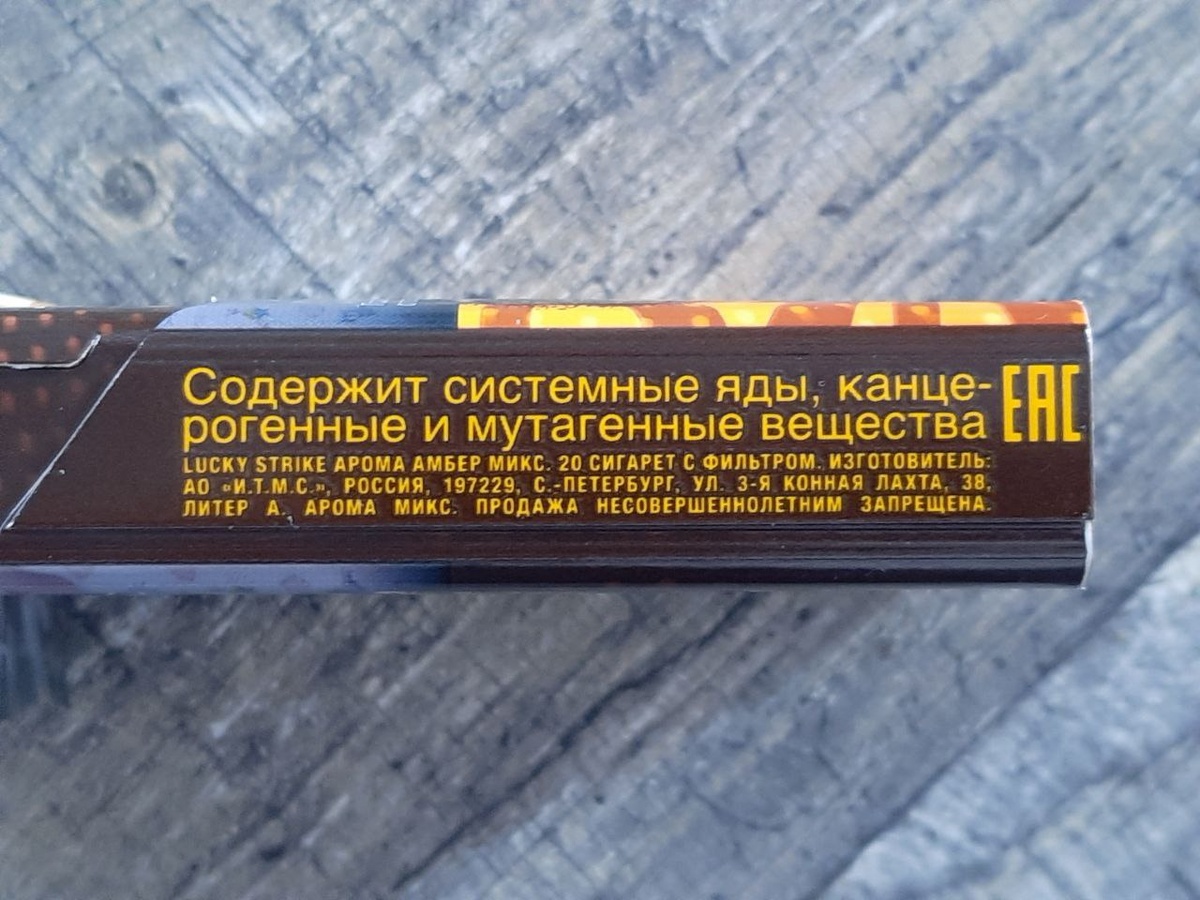 Содержит системные яды, канце-
рогенные и мутагенные вещества
EAC
LUCKY STRIKE АРОМА АМБЕР МИКС. 20 СИГАРЕТ С ФИЛЬТРОМ. ИЗГОТОВИТЕЛЬ:
АО «И.Т.М.С.», РОССИЯ, 197229, С.-ПЕТЕРБУРГ, УЛ. 3-Я КОННАЯ ЛАХТА, 38,
ЛИТЕР А. АРОМА МИКС. ПРОДАЖА НЕСОВЕРШЕННОЛЕТНИМ ЗАПРЕЩЕНА.